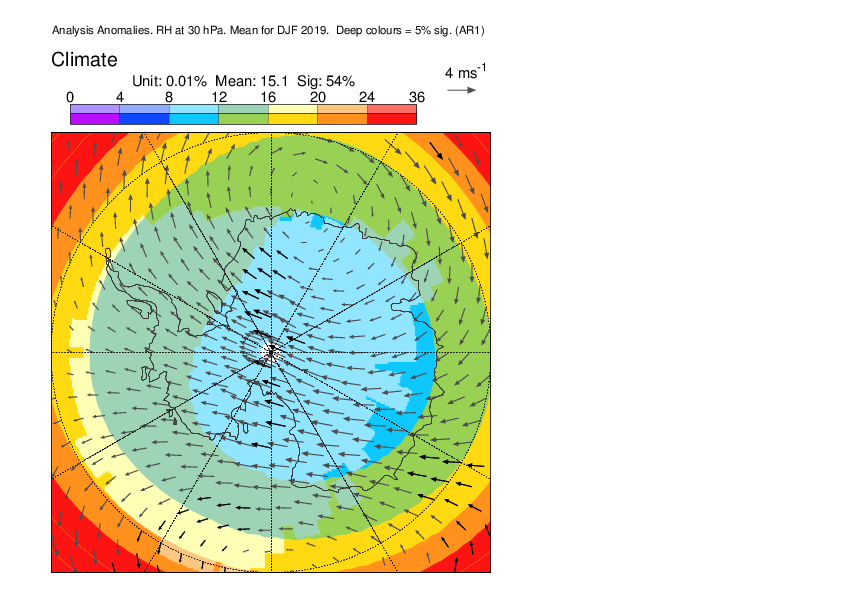 Analysis Anomalies. RH at 30 hPa. Mean for DJF 2019.  Deep colours = 5% sig. (AR1)
Climate
4 ms⁻¹
Unit: 0.01%  Mean: 15.1  Sig: 54%
0 4 8 12 16 20 24 36